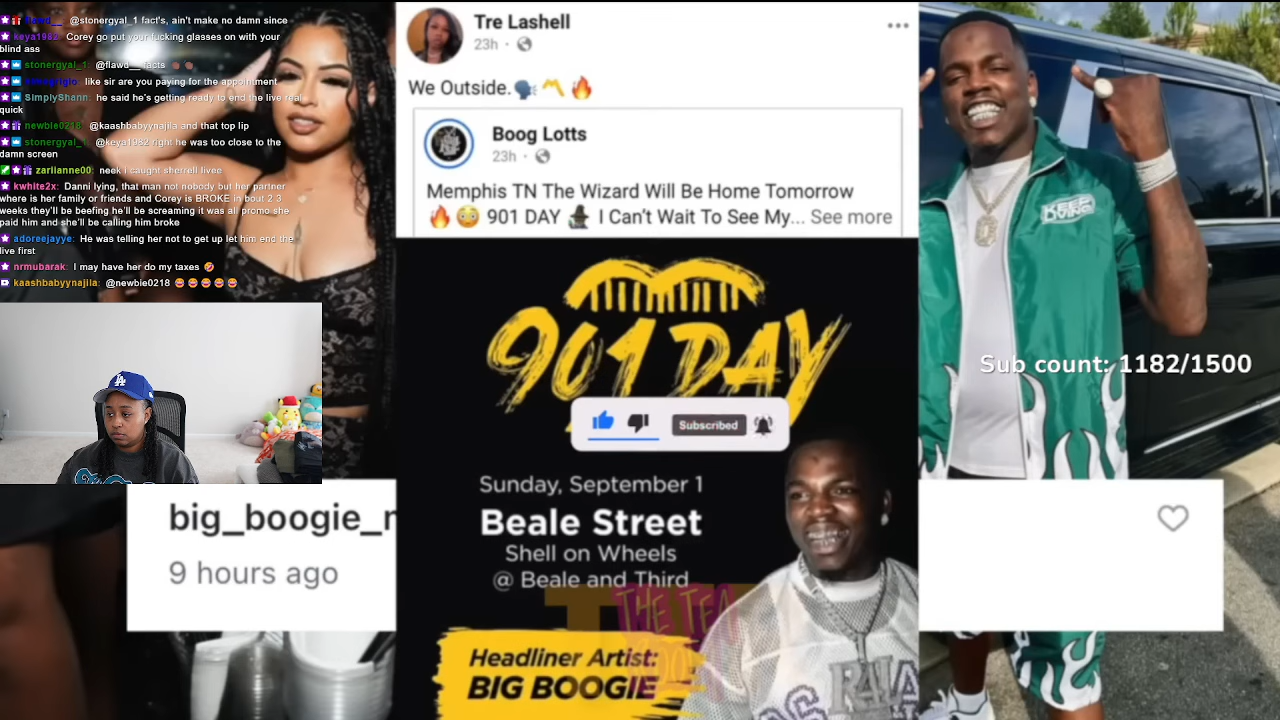 flawd__: @stonergyal_1 fact's, ain't make no damn since
keya1982: Corey go put your fucking glasses on with your
blind ass
stonergyal_1: @flawd__ facts
like sir are you paying for the appointment
SimplyShann: he said he's getting ready to end the live real
quick
newbie0218: @kaashbabyynajila and that top lip
stonergyal_1: @keya1982 right he was too close to the
damn screen
zarlianne00: neek i caught sherrell livee
kwhite2x: Danni lying, that man not nobody but her partner
where is her family or friends and Corey is BROKE in bout 2 3
weeks they'll be beefing he'll be screaming it was all promo she
paid him and she'll be calling him broke
adoreejayye: He was telling her not to get up let him end the
live first
nrmubarak: I may have her do my taxes 🤣
kaashbabyynajila: @newbie0218 😂😂😂😂😂
LA
big_boogie_r
9 hours ago
Tre Lashell
23h ·
We Outside.🗣️〽️🔥
Boog Lotts
23h ·
Memphis TN The Wizard Will Be Home Tomorrow
🔥😳 901 DAY I Can't Wait To See My... See more
901 DAY
Subscribed
Sunday, September 1
Beale Street
Shell on Wheels
@ Beale and Third
THE TEA
Headliner Artist:
BIG BOOGIE
KEEP
Sub count: 1182/1500